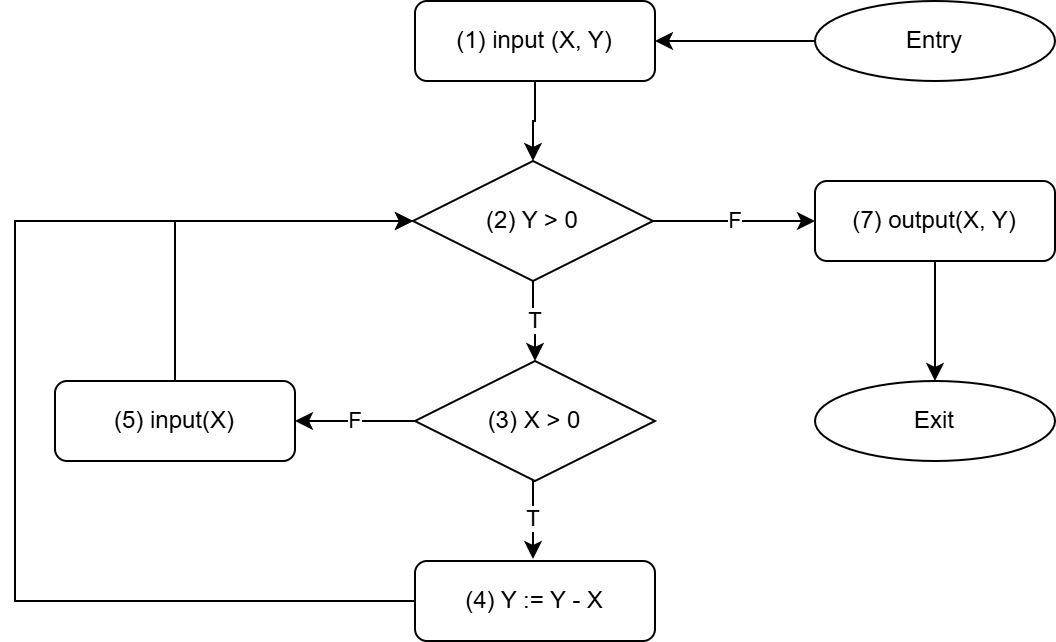 (1) input (X, Y)
Entry
(2) Y > 0
F
(7) output(X, Y)
T
(5) input(X)
F
(3) X > 0
Exit
T
(4) Y := Y - X